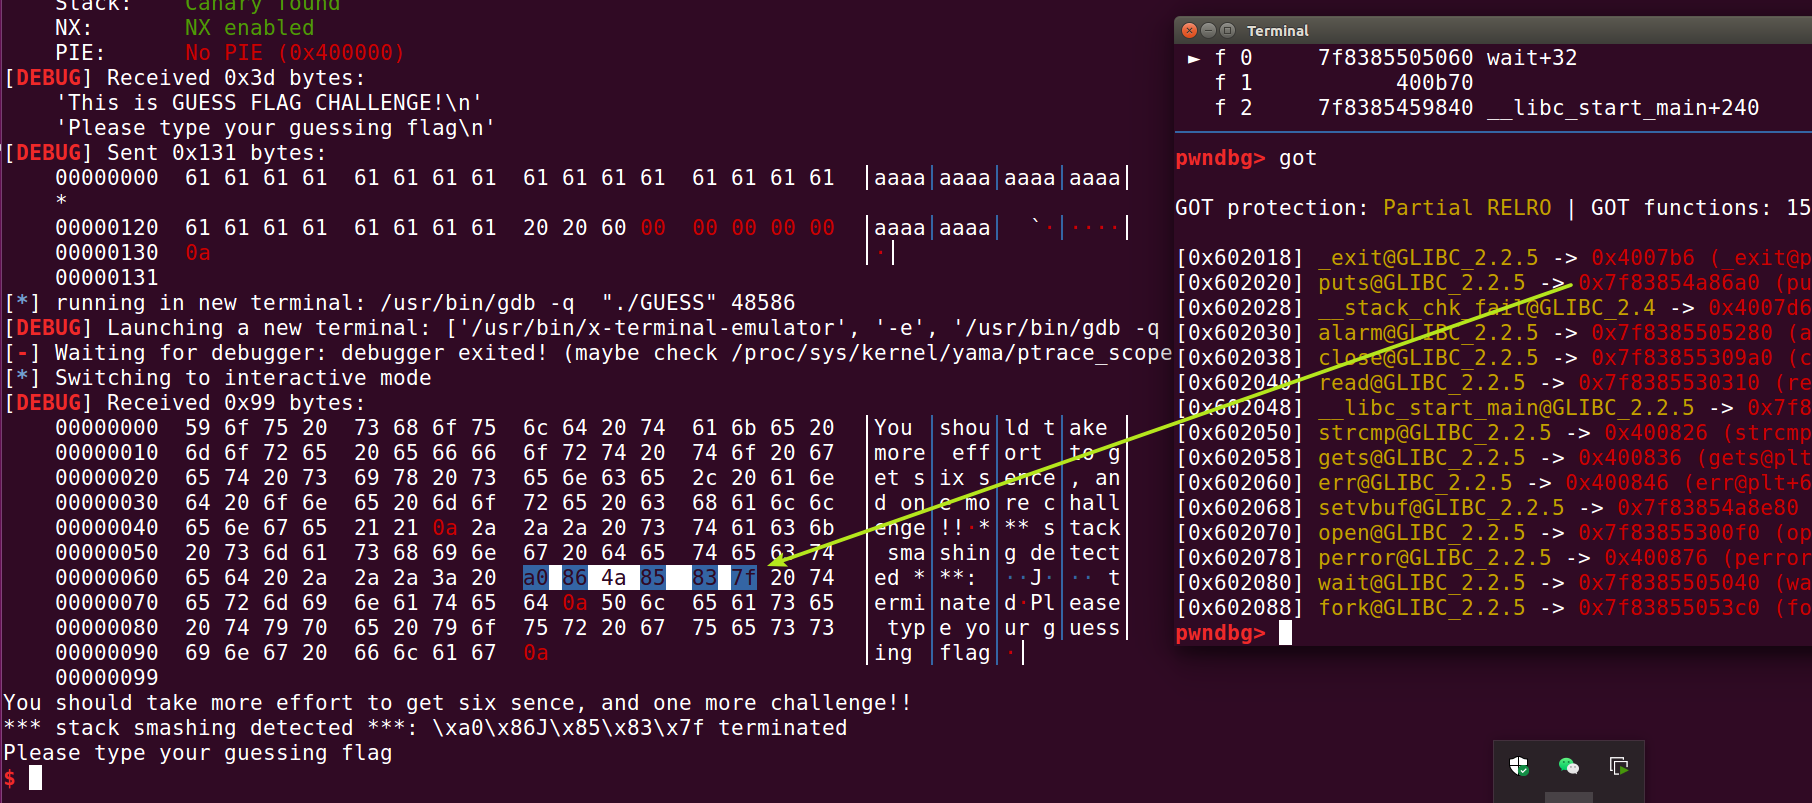 Stack:    Canary found
NX:       NX enabled
PIE:      No PIE (0x400000)
[DEBUG] Received 0x3d bytes:
'This is GUESS FLAG CHALLENGE!\n'
'Please type your guessing flag\n'
[DEBUG] Sent 0x131 bytes:
00000000  61 61 61 61  61 61 61 61  61 61 61 61  61 61 61 61  │aaaa│aaaa│aaaa│aaaa│
*
00000120  61 61 61 61  61 61 61 61  20 20 60 00  00 00 00 00  │aaaa│aaaa│  `·│····│
00000130  0a                                                  │·│
00000131
[*] running in new terminal: /usr/bin/gdb -q  "./GUESS" 48586
[DEBUG] Launching a new terminal: ['/usr/bin/x-terminal-emulator', '-e', '/usr/bin/gdb -q
[-] Waiting for debugger: debugger exited! (maybe check /proc/sys/kernel/yama/ptrace_scope
[*] Switching to interactive mode
[DEBUG] Received 0x99 bytes:
00000000  59 6f 75 20  73 68 6f 75  6c 64 20 74  61 6b 65 20  │You │shou│ld t│ake │
00000010  6d 6f 72 65  20 65 66 66  6f 72 74 20  74 6f 20 67  │more│ eff│ort │to g│
00000020  65 74 20 73  69 78 20 73  65 6e 63 65  2c 20 61 6e  │et s│ix s│ence│, an│
00000030  64 20 6f 6e  65 20 6d 6f  72 65 20 63  68 61 6c 6c  │d on│e mo│re c│hall│
00000040  65 6e 67 65  21 21 0a 2a  2a 2a 20 73  74 61 63 6b  │enge│!!·*│** s│tack│
00000050  20 73 6d 61  73 68 69 6e  67 20 64 65  74 65 63 74  │ sma│shin│g de│tect│
00000060  65 64 20 2a  2a 2a 3a 20  a0 86 4a 85  83 7f 20 74  │ed *│**: │··J·│·· t│
00000070  65 72 6d 69  6e 61 74 65  64 0a 50 6c  65 61 73 65  │ermi│nate│d·Pl│ease│
00000080  20 74 79 70  65 20 79 6f  75 72 20 67  75 65 73 73  │ typ│e yo│ur g│uess│
00000090  69 6e 67 20  66 6c 61 67  0a                        │ing │flag│·│
00000099
You should take more effort to get six sence, and one more challenge!!
*** stack smashing detected ***: \xa0\x86J\x85\x83\x7f terminated
Please type your guessing flag
$
Terminal
► f 0     7f8385505060 wait+32
f 1           400b70
f 2     7f8385459840 __libc_start_main+240
pwndbg> got
GOT protection: Partial RELRO | GOT functions: 15
[0x602018] _exit@GLIBC_2.2.5 -> 0x4007b6 (_exit@p
[0x602020] puts@GLIBC_2.2.5 -> 0x7f83854a86a0 (pu
[0x602028] __stack_chk_fail@GLIBC_2.4 -> 0x4007d6
[0x602030] alarm@GLIBC_2.2.5 -> 0x7f8385505280 (a
[0x602038] close@GLIBC_2.2.5 -> 0x7f83855309a0 (c
[0x602040] read@GLIBC_2.2.5 -> 0x7f8385530310 (re
[0x602048] __libc_start_main@GLIBC_2.2.5 -> 0x7f8
[0x602050] strcmp@GLIBC_2.2.5 -> 0x400826 (strcmp
[0x602058] gets@GLIBC_2.2.5 -> 0x400836 (gets@plt
[0x602060] err@GLIBC_2.2.5 -> 0x400846 (err@plt+6
[0x602068] setvbuf@GLIBC_2.2.5 -> 0x7f83854a8e80
[0x602070] open@GLIBC_2.2.5 -> 0x7f83855300f0 (op
[0x602078] perror@GLIBC_2.2.5 -> 0x400876 (perror
[0x602080] wait@GLIBC_2.2.5 -> 0x7f8385505040 (wa
[0x602088] fork@GLIBC_2.2.5 -> 0x7f83855053c0 (fo
pwndbg>